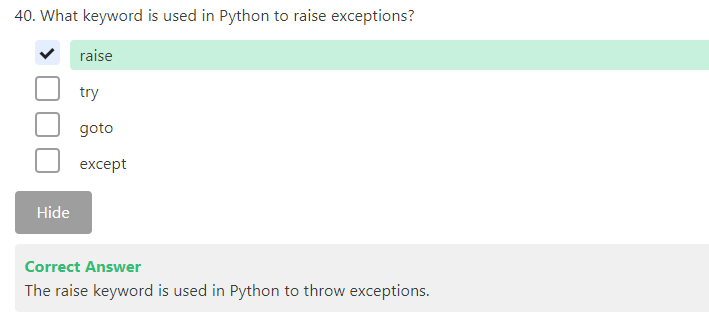 40. What keyword is used in Python to raise exceptions?
raise
try
goto
except
Hide
Correct Answer
The raise keyword is used in Python to throw exceptions.